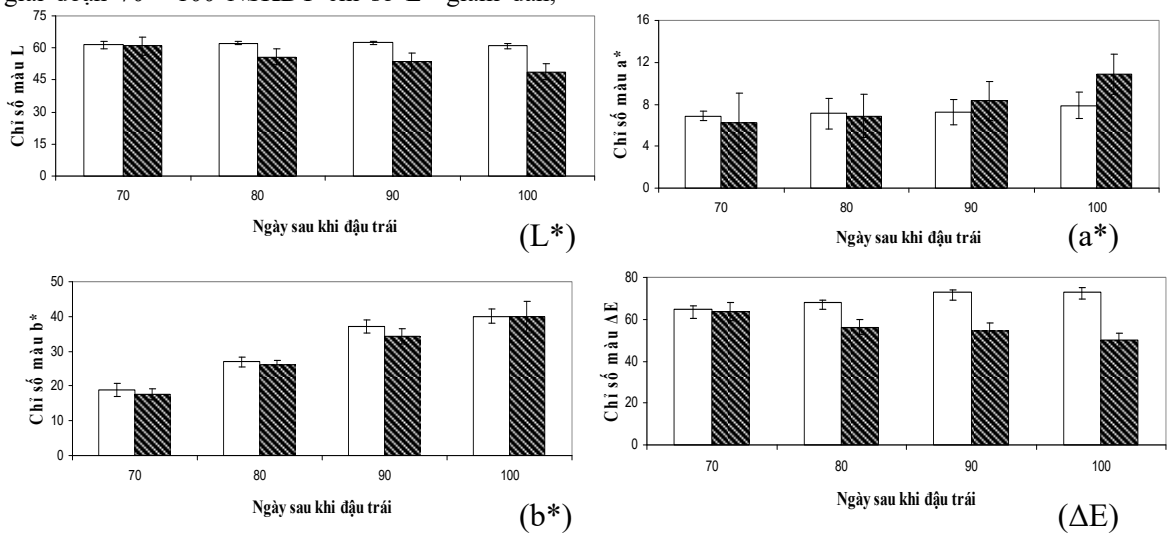 75
60
45
30
15
0
Chỉ số màu L
70 80 90 100
Ngày sau khi đậu trái
(L*)
16
12
8
4
0
Chỉ số màu a*
70 80 90 100
Ngày sau khi đậu trái
(a*)
50
40
30
20
10
0
Chỉ số màu b*
70 80 90 100
Ngày sau khi đậu trái
(b*)
80
60
40
20
0
Chỉ số màu ΔE
70 80 90 100
Ngày sau khi đậu trái
(ΔE)